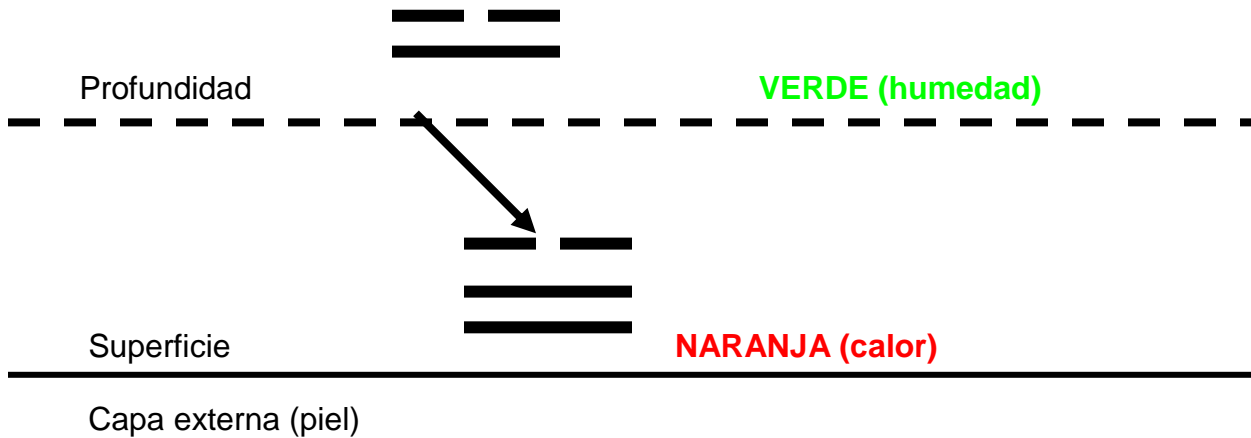 Profundidad
VERDE (humedad)
Superficie
NARANJA (calor)
Capa externa (piel)